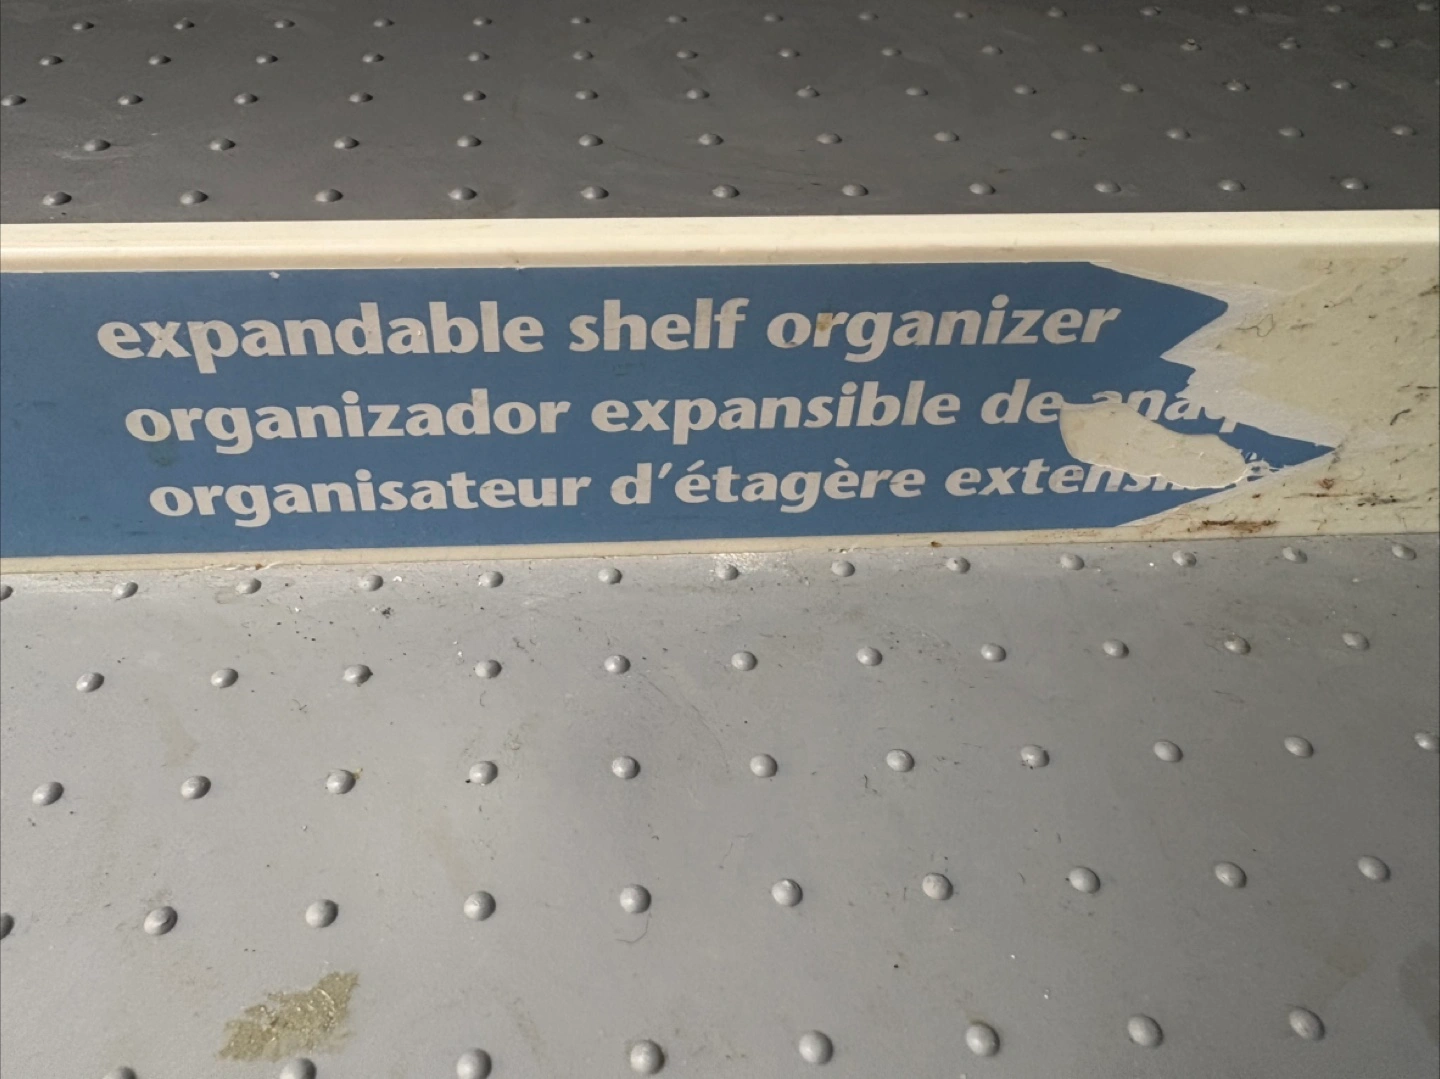 expandable shelf organizer
organizador expansible de
organisateur d'étagère